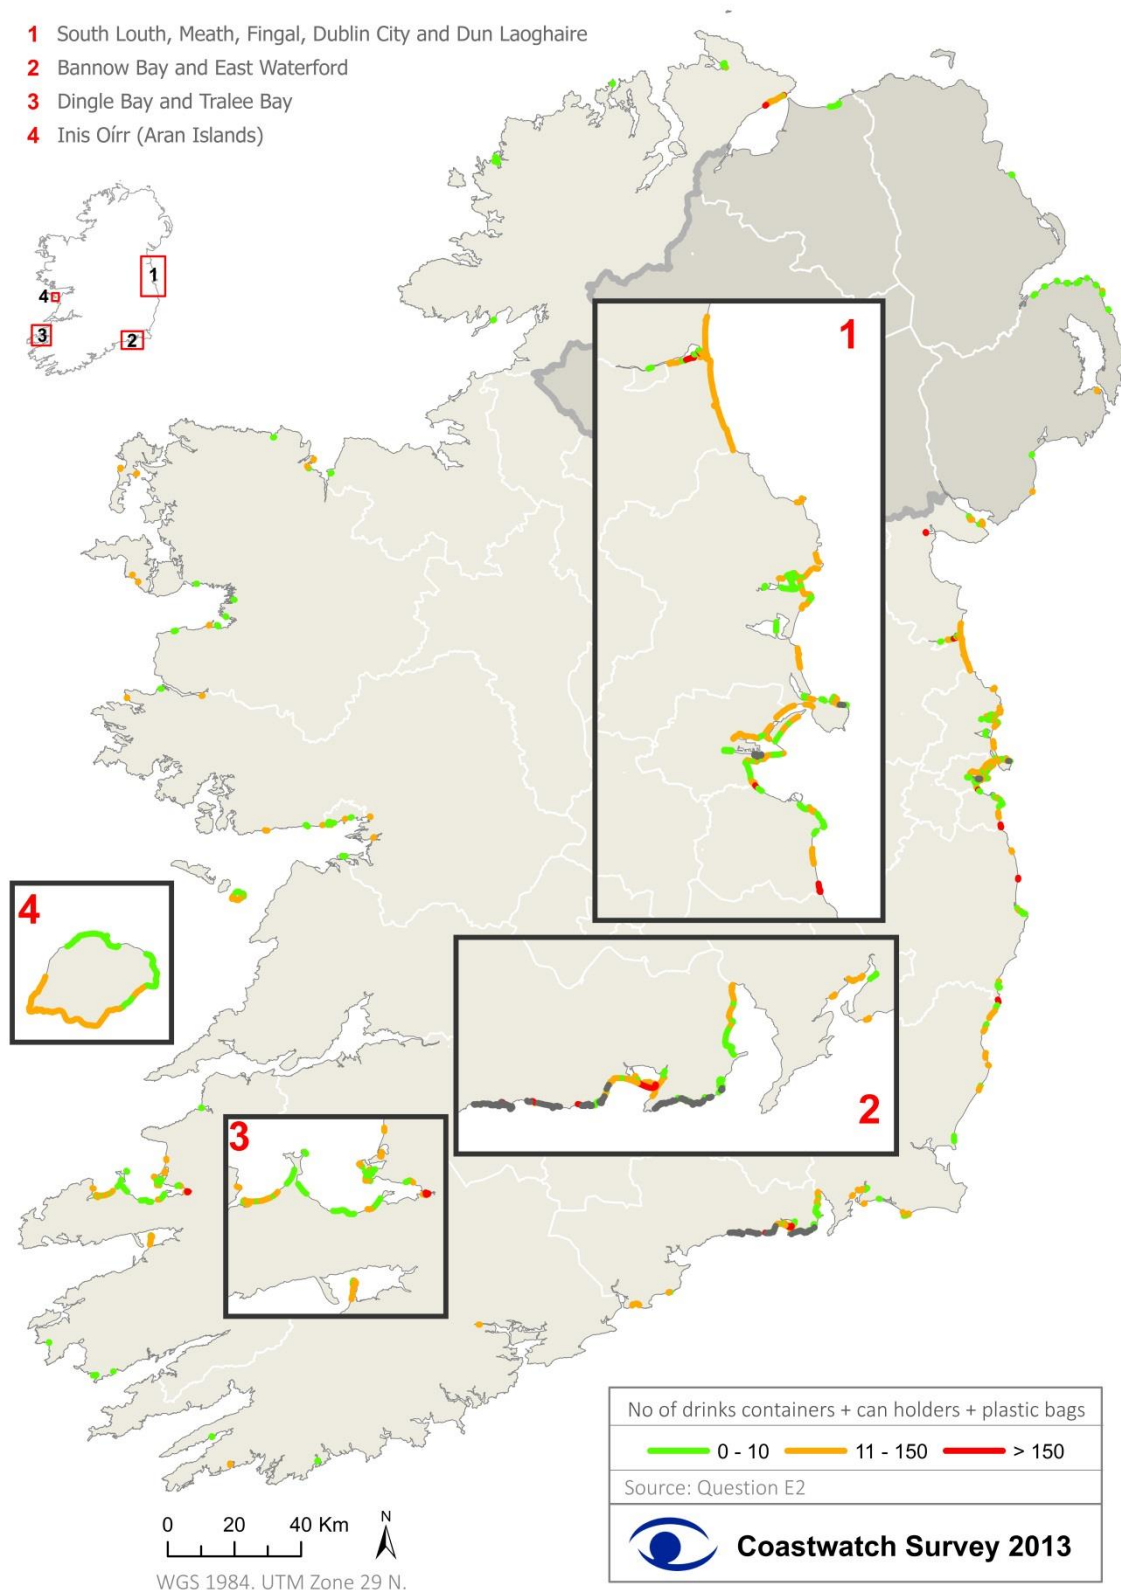 1 South Louth, Meath, Fingal, Dublin City and Dun Laoghaire
2 Bannow Bay and East Waterford
3 Dingle Bay and Tralee Bay
4 Inis Oírr (Aran Islands)
1
4
3
2
1
4
2
3
No of drinks containers + can holders + plastic bags
0 - 10 11 - 150 > 150
Source: Question E2
Coastwatch Survey 2013
0 20 40 Km
N
WGS 1984. UTM Zone 29 N.